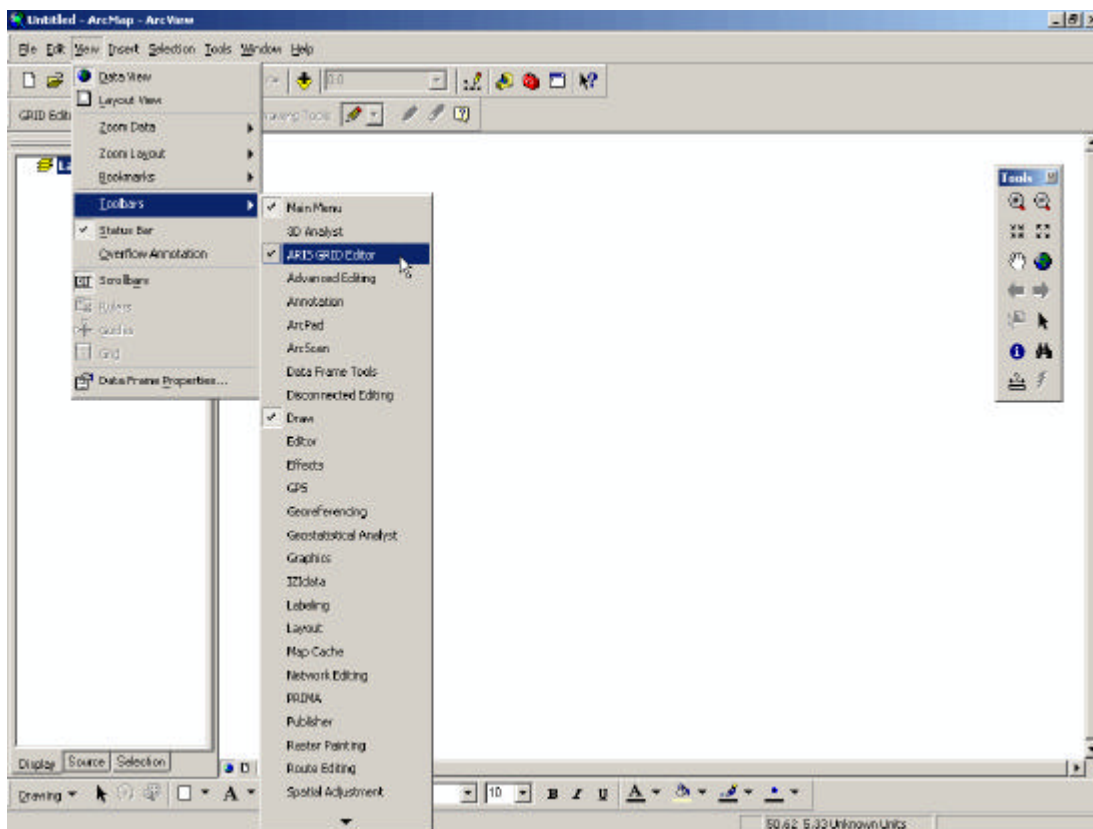 Untitled - ArcMap - ArcView
File Edit View Insert Selection Tools Window Help
Data View
Layout View
Zoom Data
Zoom Layout
Bookmarks
Toolbars
Status Bar
Overflow Annotation
Scrollbars
Rulers
Guides
Grid
Data Frame Properties...
0.0
GRID Edit
Tools
Main Menu
3D Analyst
ARIS GRID Editor
Advanced Editing
Annotation
ArcPad
ArcScan
Data Frame Tools
Disconnected Editing
Draw
Editor
Effects
GPS
Georeferencing
Geostatistical Analyst
Graphics
IZIdata
Labeling
Layout
Map Cache
Network Editing
PRIMA
Publisher
Raster Painting
Route Editing
Spatial Adjustment
Tools
Display Source Selection
Drawing A 10 B I U A
50.62 5.33 Unknown Units